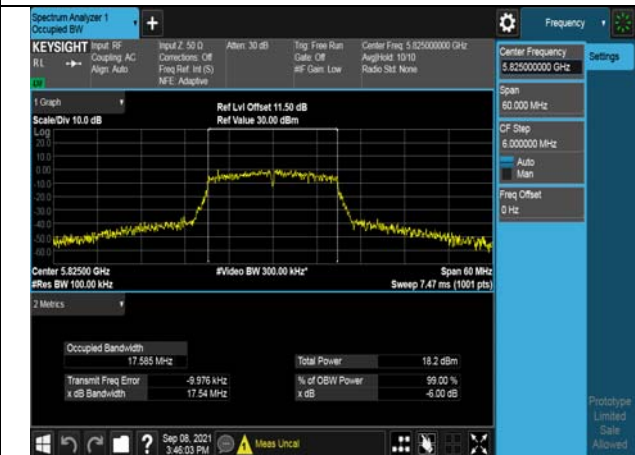 Spectrum Analyzer 1
Occupied BW
+
Frequency
KEYSIGHT
Input: RF
Coupling: AC
Align: Auto
Input Z: 50 Ω
Corrections: Off
Freq Ref: Int (S)
NFE: Adaptive
Atten: 30 dB
Trig: Free Run
Gate: Off
#IF Gain: Low
Center Freq: 5.825000000 GHz
Avg|Hold: 10/10
Radio Std: None
RL
Center Frequency
5.825000000 GHz
Settings
Span
60.000 MHz
CF Step
6.000000 MHz
Auto
Man
Freq Offset
0 Hz
1 Graph
Scale/Div 10.0 dB
Ref Lvl Offset 11.50 dB
Ref Value 30.00 dBm
Log
20.0
10.0
0.00
-10.0
-20.0
-30.0
-40.0
-50.0
-60.0
Center 5.82500 GHz
#Video BW 300.00 kHz*
Span 60 MHz
#Res BW 100.00 kHz
Sweep 7.47 ms (1001 pts)
2 Metrics
Occupied Bandwidth
17.585 MHz
Total Power
18.2 dBm
Transmit Freq Error
-9.976 kHz
% of OBW Power
99.00 %
x dB Bandwidth
17.54 MHz
x dB
-6.00 dB
Prototype
Limited
Sale
Allowed
?
Sep 08, 2021
3:46:03 PM
Meas Uncal